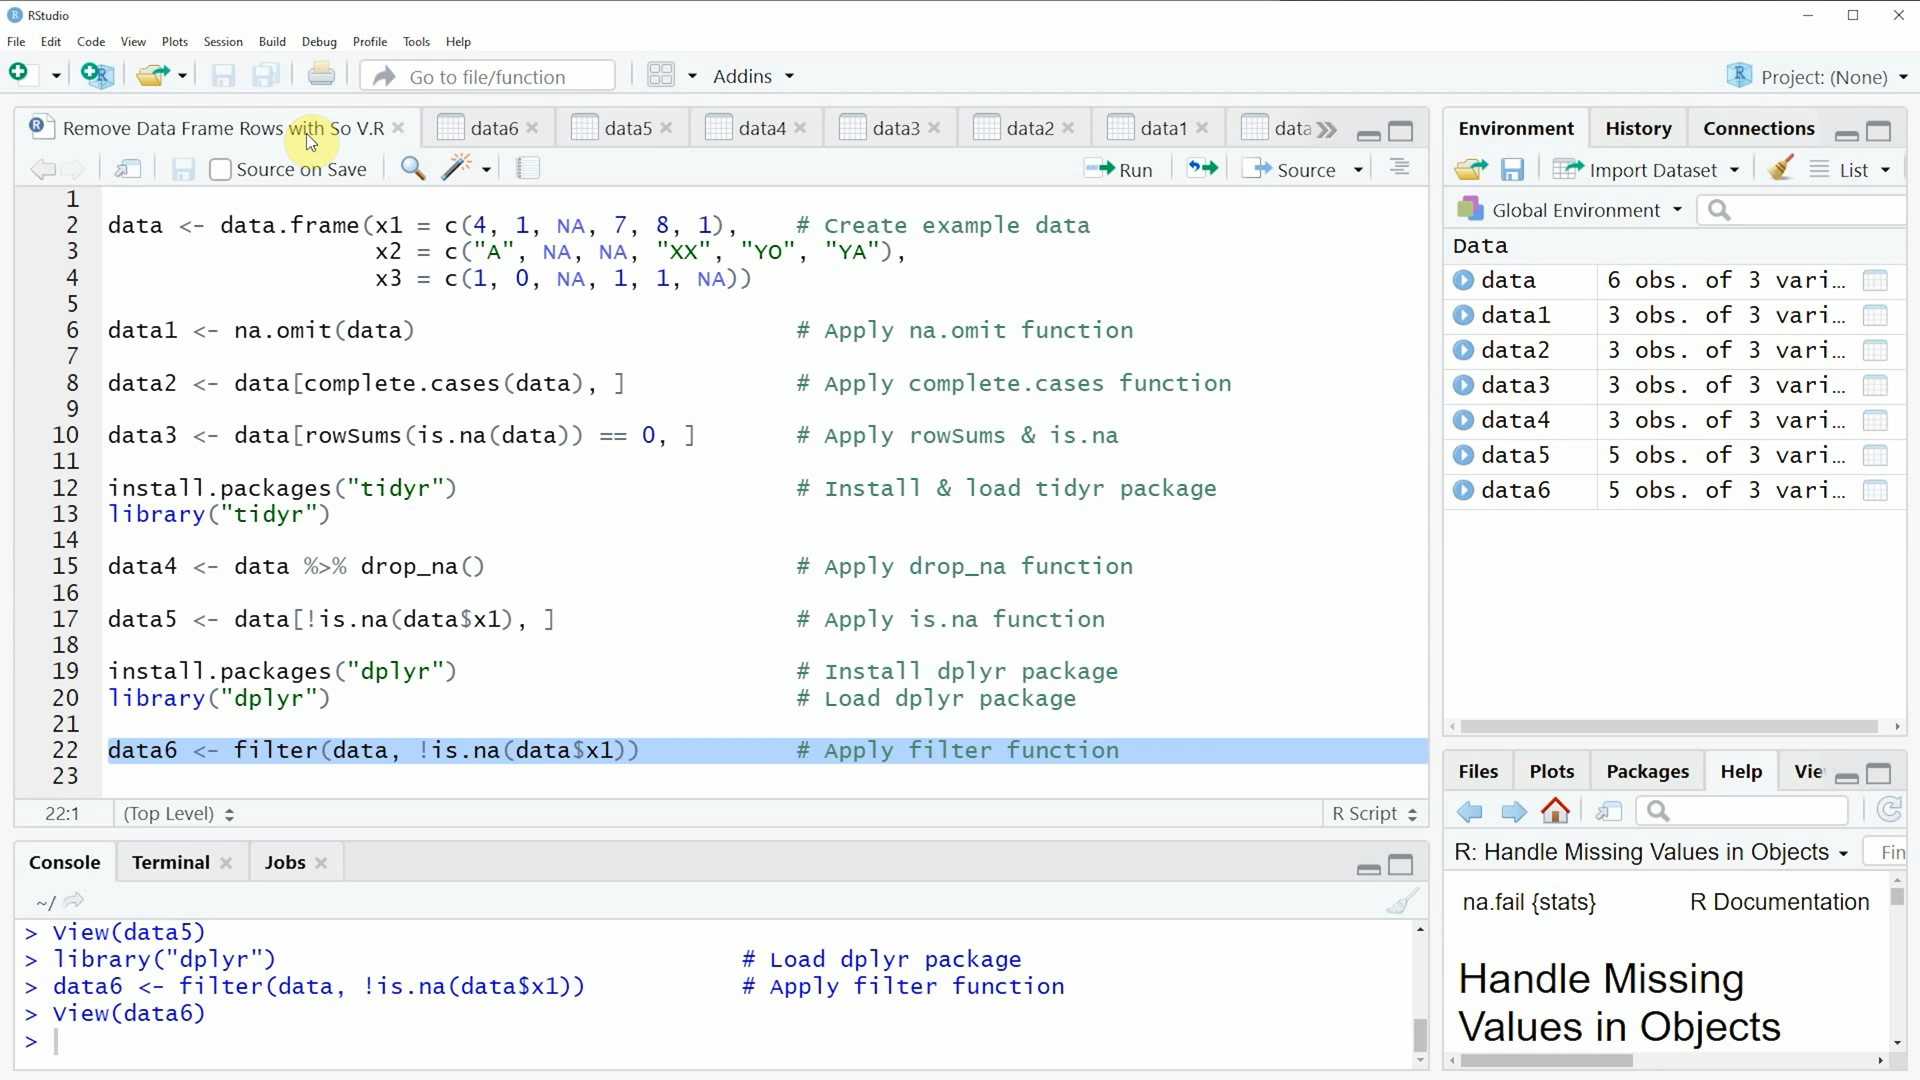 RStudio
File Edit Code View Plots Session Build Debug Profile Tools Help
Go to file/function Addins Project: (None)
Remove Data Frame Rows with So V.R data6 data5 data4 data3 data2 data1 data
Source on Save Run Source
1
2 data <- data.frame(x1 = c(4, 1, NA, 7, 8, 1), # Create example data
3 x2 = c("A", NA, NA, "XX", "YO", "YA"),
4 x3 = c(1, 0, NA, 1, 1, NA))
5
6 data1 <- na.omit(data) # Apply na.omit function
7
8 data2 <- data[complete.cases(data), ] # Apply complete.cases function
9
10 data3 <- data[rowSums(is.na(data)) == 0, ] # Apply rowSums & is.na
11
12 install.packages("tidyr") # Install & load tidyr package
13 library("tidyr")
14
15 data4 <- data %>% drop_na() # Apply drop_na function
16
17 data5 <- data[!is.na(data$x1), ] # Apply is.na function
18
19 install.packages("dplyr") # Install dplyr package
20 library("dplyr") # Load dplyr package
21
22 data6 <- filter(data, !is.na(data$x1)) # Apply filter function
23
22:1 (Top Level) R Script
Console Terminal Jobs
~/
> View(data5)
> library("dplyr") # Load dplyr package
> data6 <- filter(data, !is.na(data$x1)) # Apply filter function
> View(data6)
>
Environment History Connections
Import Dataset List
Global Environment
Data
data 6 obs. of 3 vari…
data1 3 obs. of 3 vari…
data2 3 obs. of 3 vari…
data3 3 obs. of 3 vari…
data4 3 obs. of 3 vari…
data5 5 obs. of 3 vari…
data6 5 obs. of 3 vari…
Files Plots Packages Help Vie
R: Handle Missing Values in Objects Fin
na.fail {stats} R Documentation
Handle Missing
Values in Objects